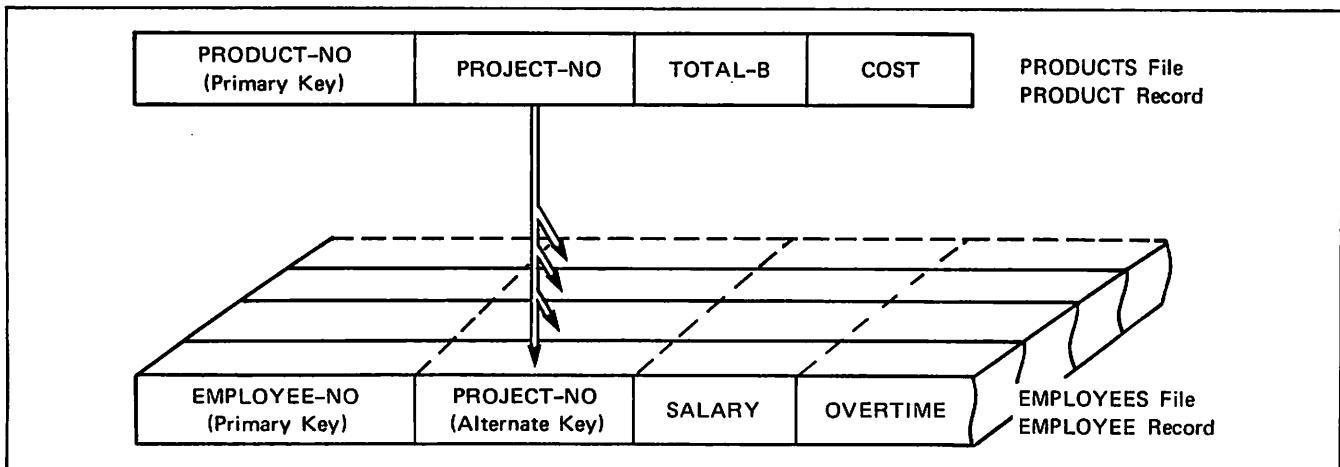 PRODUCT-NO
(Primary Key)
PROJECT-NO
TOTAL-B
COST
PRODUCTS File
PRODUCT Record
EMPLOYEE-NO
(Primary Key)
PROJECT-NO
(Alternate Key)
SALARY
OVERTIME
EMPLOYEES File
EMPLOYEE Record